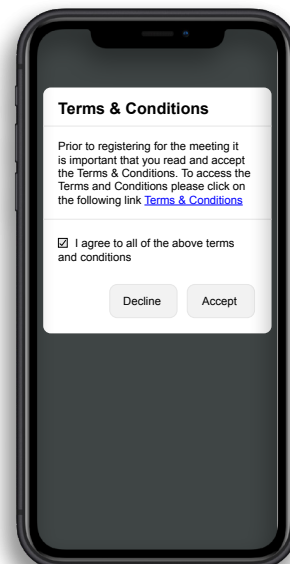 Terms & Conditions
Prior to registering for the meeting it
is important that you read and accept
the Terms & Conditions. To access the
Terms and Conditions please click on
the following link Terms & Conditions
☑ I agree to all of the above terms
and conditions
Decline Accept